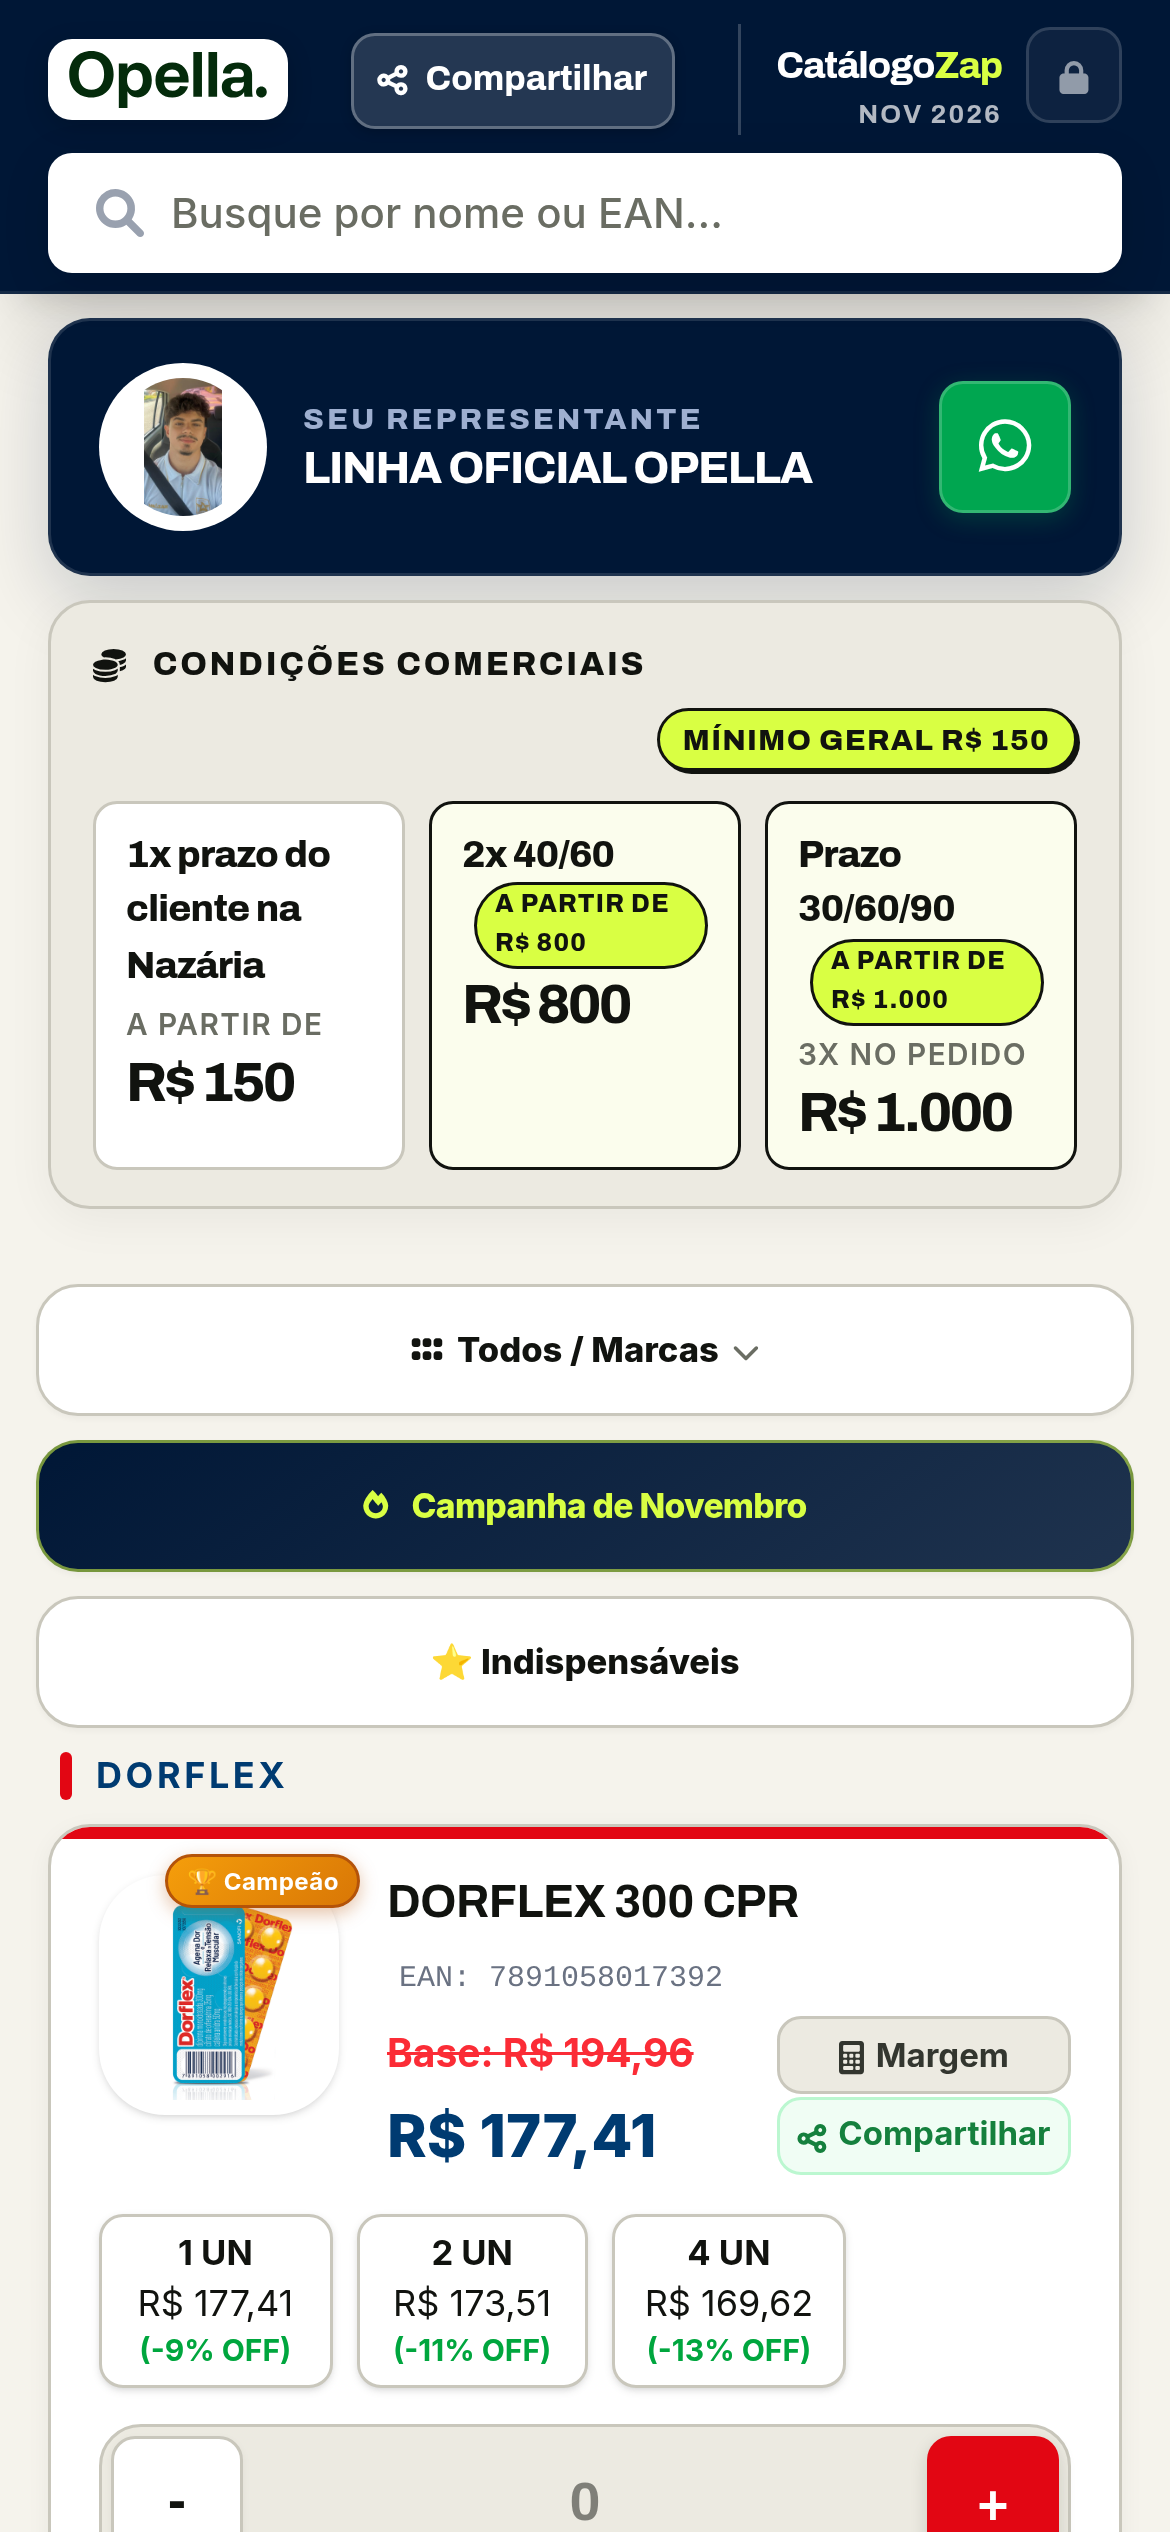 Opella.
Compartilhar
CatálogoZap
NOV 2026
Busque por nome ou EAN...
SEU REPRESENTANTE
LINHA OFICIAL OPELLA
CONDIÇÕES COMERCIAIS
MÍNIMO GERAL R$ 150
1x prazo do
cliente na
Nazária
A PARTIR DE
R$ 150
2x 40/60
A PARTIR DE
R$ 800
R$ 800
Prazo
30/60/90
A PARTIR DE
R$ 1.000
3X NO PEDIDO
R$ 1.000
Todos / Marcas
Campanha de Novembro
⭐ Indispensáveis
DORFLEX
🏆 Campeão
Dorflex
DORFLEX 300 CPR
EAN: 7891058017392
Base: R$ 194,96
R$ 177,41
Margem
Compartilhar
1 UN
R$ 177,41
(-9% OFF)
2 UN
R$ 173,51
(-11% OFF)
4 UN
R$ 169,62
(-13% OFF)
-
0
+